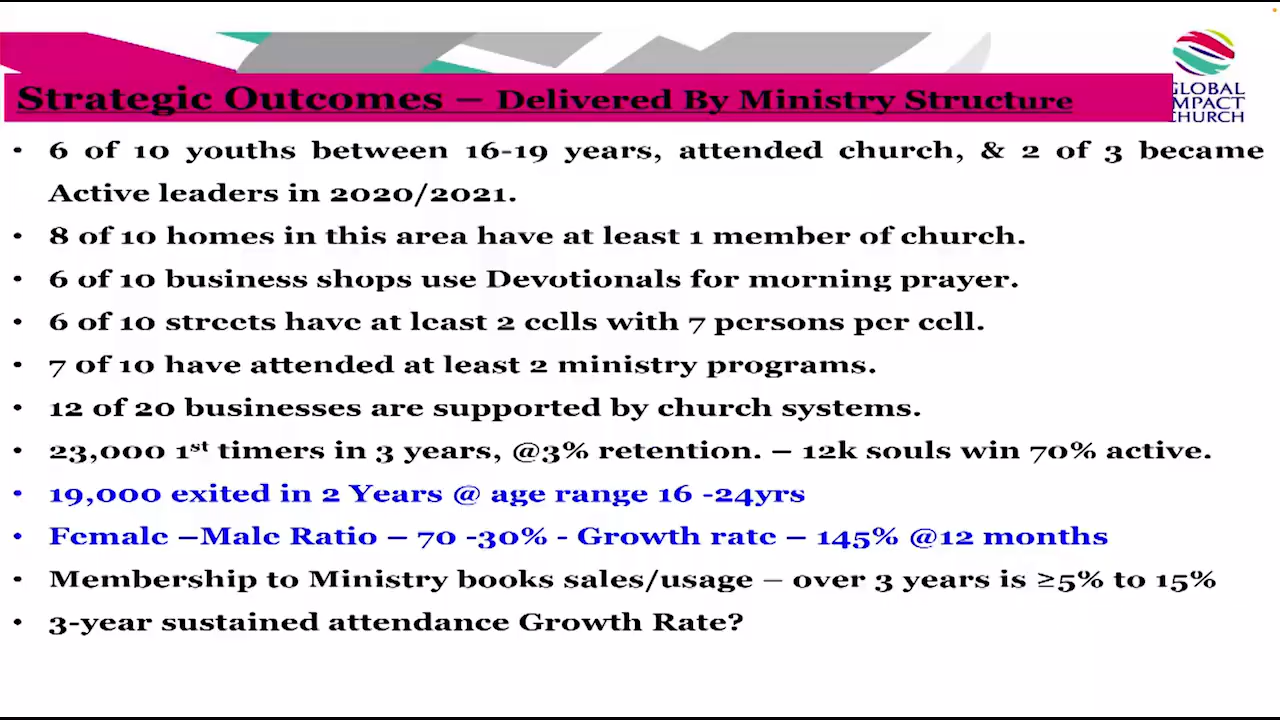 GLOBAL
IMPACT
CHURCH
Strategic Outcomes – Delivered By Ministry Structure
• 6 of 10 youths between 16-19 years, attended church, & 2 of 3 became
Active leaders in 2020/2021.
• 8 of 10 homes in this area have at least 1 member of church.
• 6 of 10 business shops use Devotionals for morning prayer.
• 6 of 10 streets have at least 2 cells with 7 persons per cell.
• 7 of 10 have attended at least 2 ministry programs.
• 12 of 20 businesses are supported by church systems.
• 23,000 1st timers in 3 years, @3% retention. – 12k souls win 70% active.
• 19,000 exited in 2 Years @ age range 16 -24yrs
• Female –Male Ratio – 70 -30% - Growth rate – 145% @12 months
• Membership to Ministry books sales/usage – over 3 years is ≥5% to 15%
• 3-year sustained attendance Growth Rate?